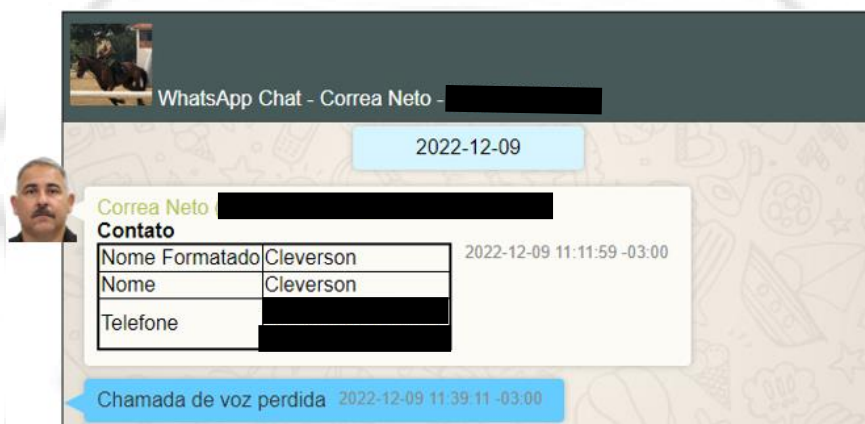 WhatsApp Chat - Correa Neto -
2022-12-09
Correa Neto (
Contato
Nome Formatado Cleverson
2022-12-09 11:11:59 -03:00
Nome Cleverson
Telefone
Chamada de voz perdida 2022-12-09 11:39:11 -03:00